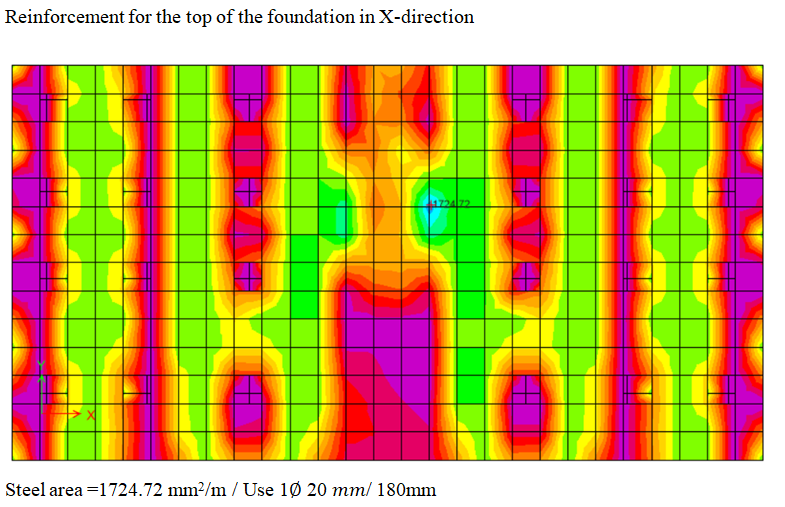 Reinforcement for the top of the foundation in X-direction
1724.72
X
Steel area =1724.72 mm²/m / Use 1Ø 20 mm/ 180mm